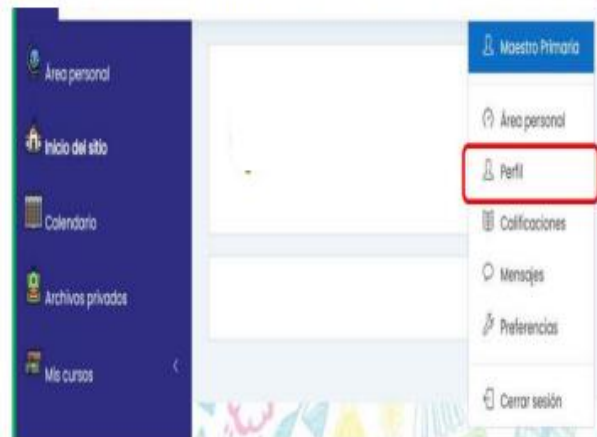 Área personal
Inicio del sitio
Calendario
Archivos privados
Mis cursos
Maestro Primaria
Área personal
Perfil
Calificaciones
Mensajes
Preferencias
Cerrar sesión